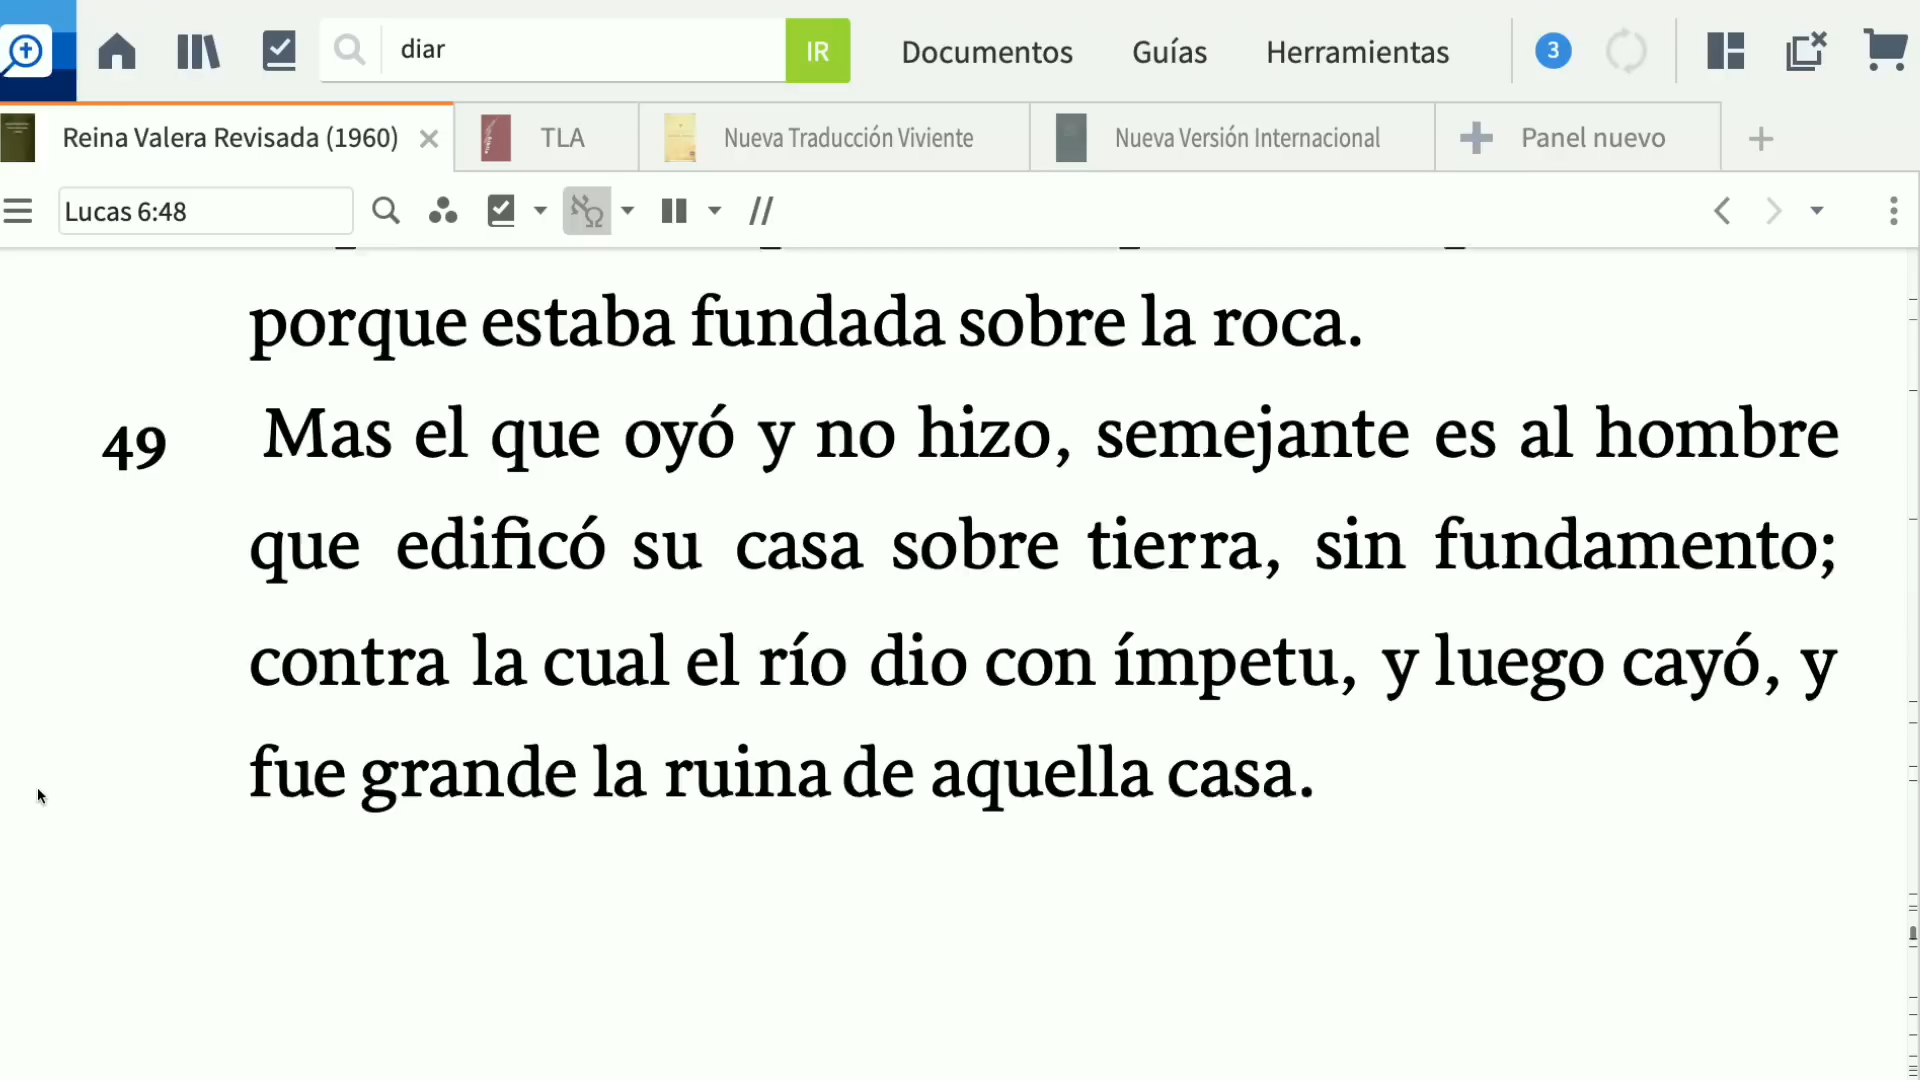 diar
IR
Documentos
Guías
Herramientas
3
Reina Valera Revisada (1960)
TLA
Nueva Traducción Viviente
Nueva Versión Internacional
Panel nuevo
Lucas 6:48
porque estaba fundada sobre la roca.
49 Mas el que oyó y no hizo, semejante es al hombre
que edificó su casa sobre tierra, sin fundamento;
contra la cual el río dio con ímpetu, y luego cayó, y
fue grande la ruina de aquella casa.